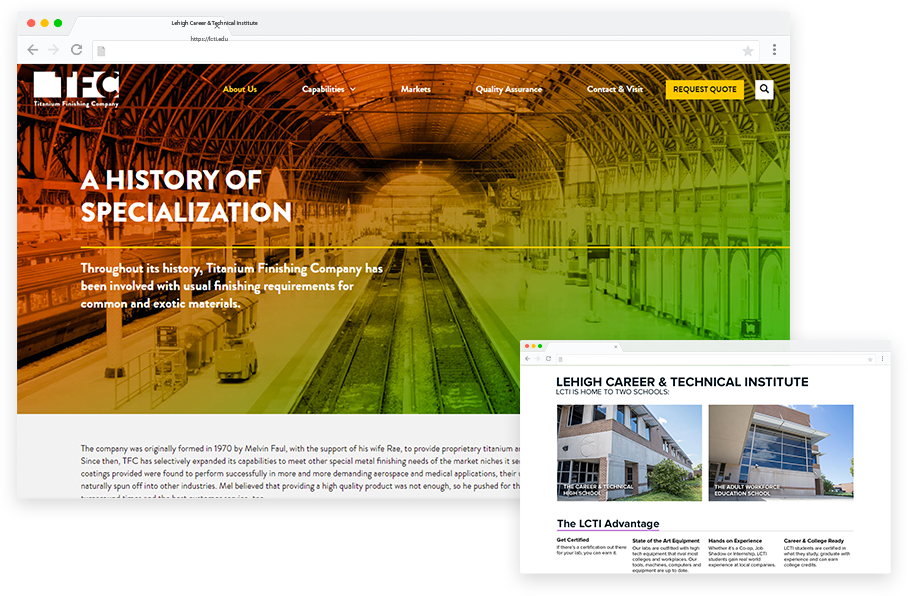 Lehigh Career & Technical Institute
https://lcti.edu
TFC
Titanium Finishing Company
About Us
Capabilities
Markets
Quality Assurance
Contact & Visit
REQUEST QUOTE
A HISTORY OF
SPECIALIZATION
Throughout its history, Titanium Finishing Company has
been involved with usual finishing requirements for
common and exotic materials.
The company was originally formed in 1970 by Melvin Faul, with the support of his wife Rae, to provide proprietary titanium
Since then, TFC has selectively expanded its capabilities to meet other special metal finishing needs of the market niches it
coatings provided were found to perform successfully in more and more demanding aerospace and medical applications, their
naturally spun off into other industries. Mel believed that providing a high quality product was not enough, so he pushed for
LEHIGH CAREER & TECHNICAL INSTITUTE
LCTI IS HOME TO TWO SCHOOLS:
THE CAREER & TECHNICAL
HIGH SCHOOL
THE ADULT WORKFORCE
EDUCATION SCHOOL
The LCTI Advantage
Get Certified
If there's a certification out there
for your lab, you can earn it.
State of the Art Equipment
Our labs are outfitted with high
tech equipment that rival most
colleges and workplaces. Our
tools, machines, computers and
equipment are up to date.
Hands on Experience
Whether it's a Co-op, Job
Shadow or Internship, LCTI
students gain real world
experience at local companies.
Career & College Ready
LCTI students are certified in
what they study, graduate with
experience and can earn
college credits.